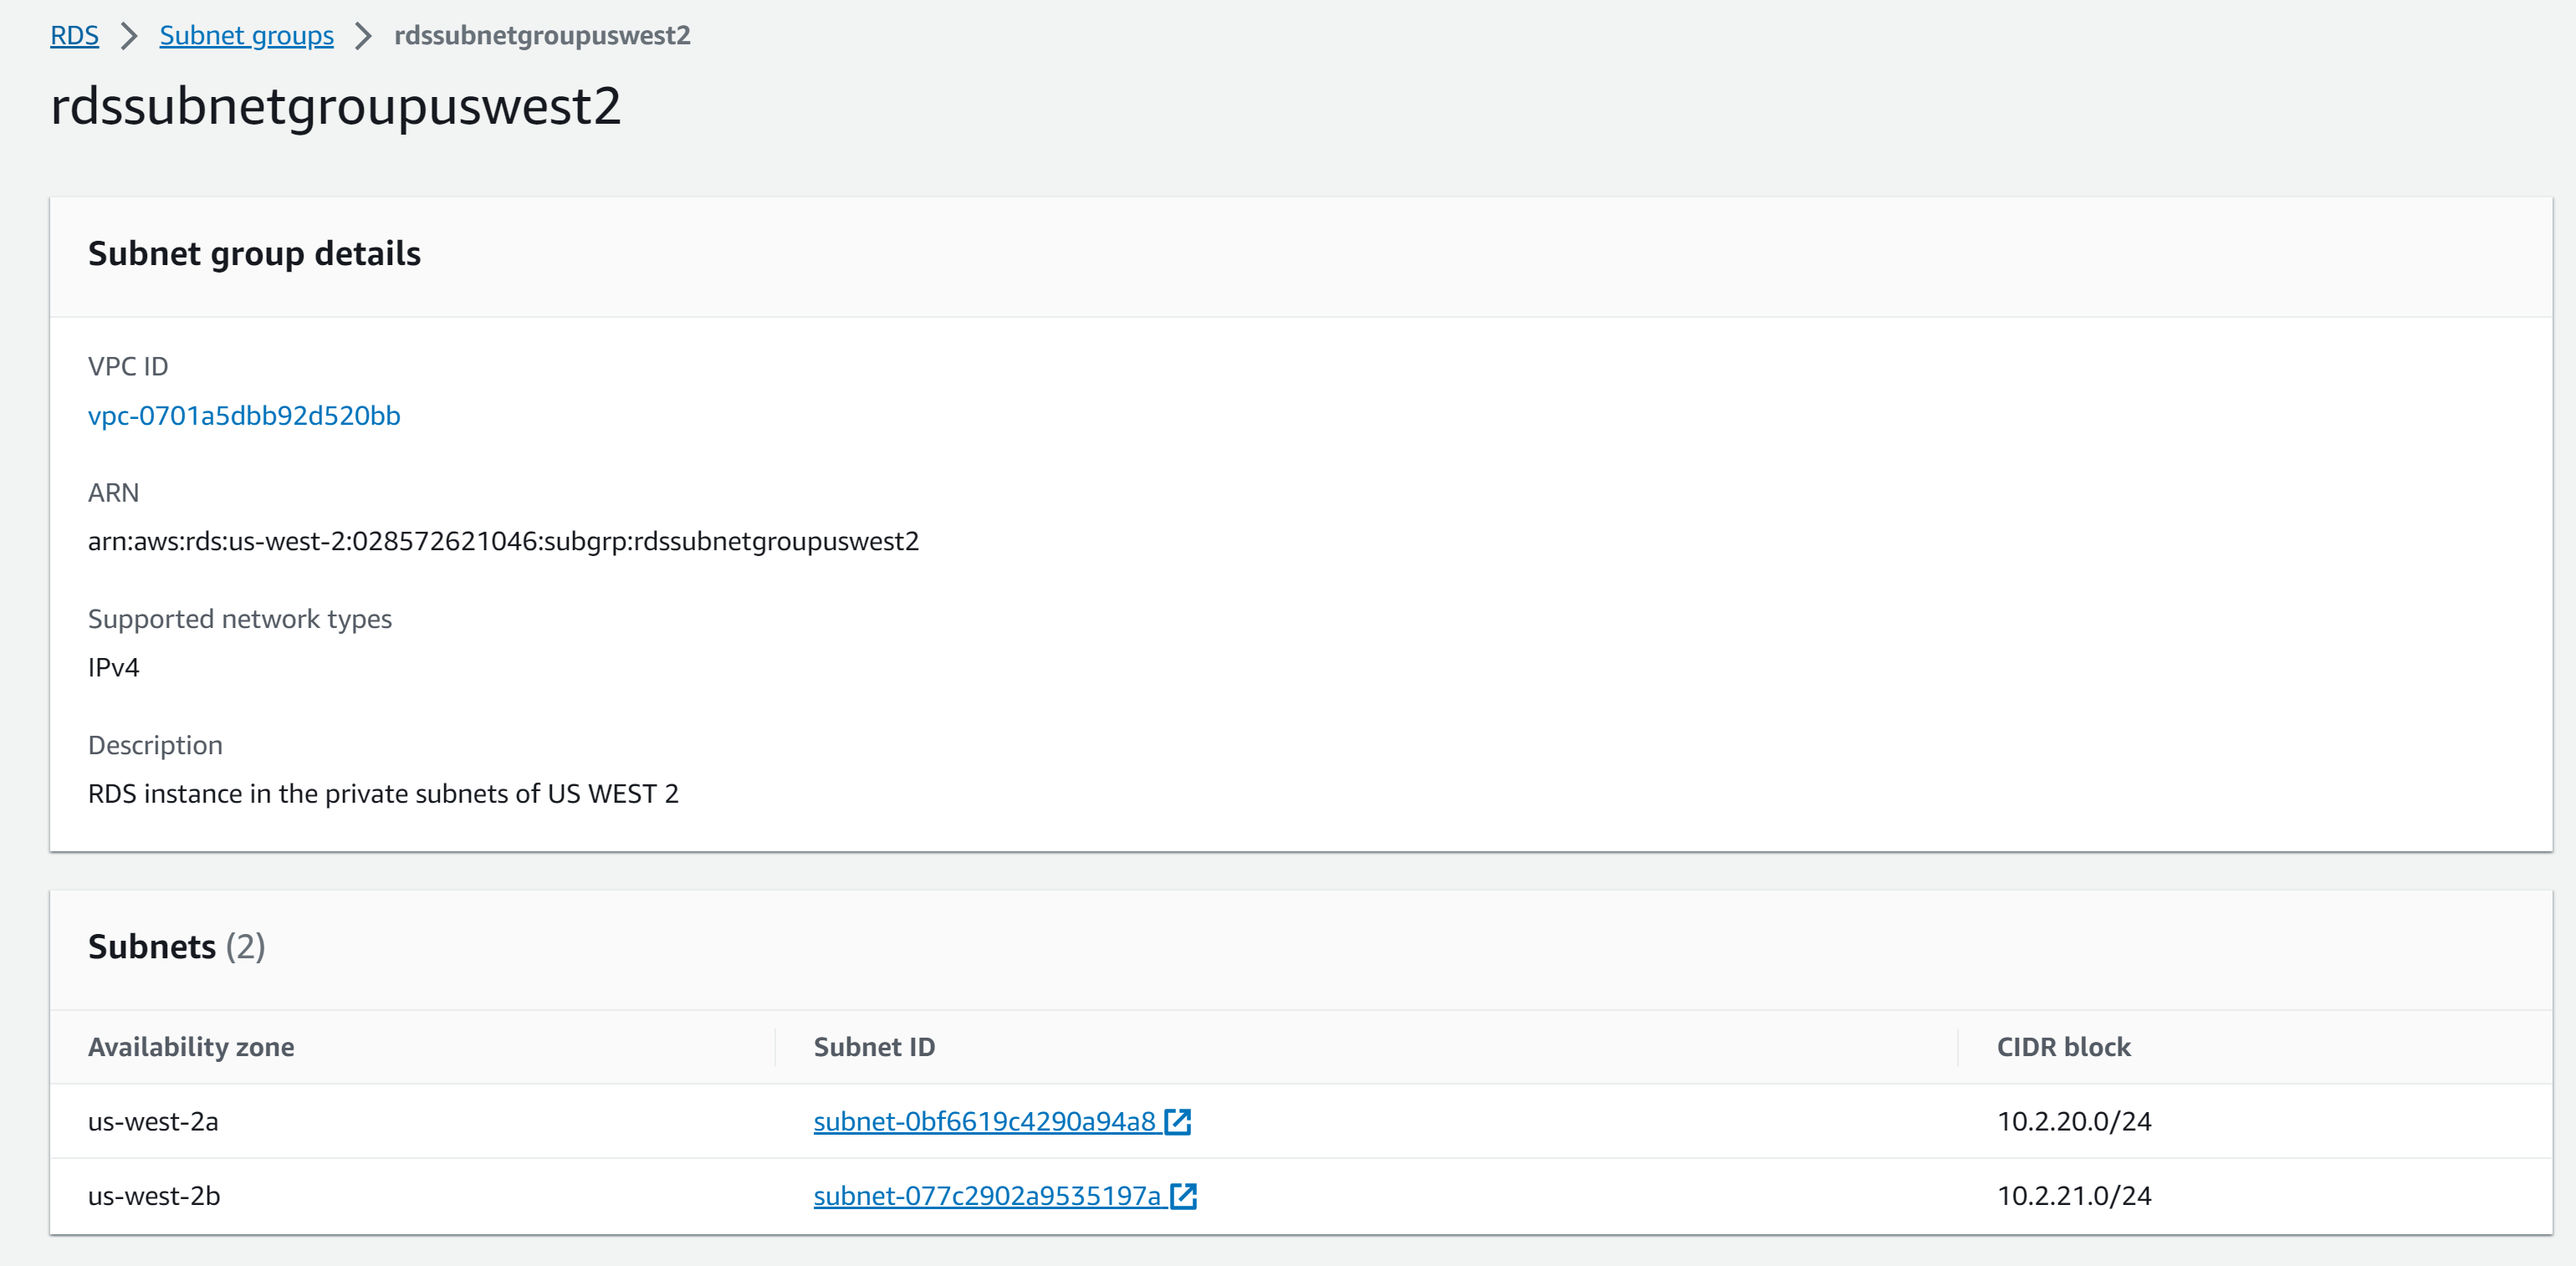 RDS > Subnet groups > rdssubnetgroupuswest2
rdssubnetgroupuswest2
Subnet group details
VPC ID
vpc-0701a5dbb92d520bb
ARN
arn:aws:rds:us-west-2:028572621046:subgrp:rdssubnetgroupuswest2
Supported network types
IPv4
Description
RDS instance in the private subnets of US WEST 2
Subnets (2)
Availability zone Subnet ID CIDR block
us-west-2a subnet-0bf6619c4290a94a8 10.2.20.0/24
us-west-2b subnet-077c2902a9535197a 10.2.21.0/24